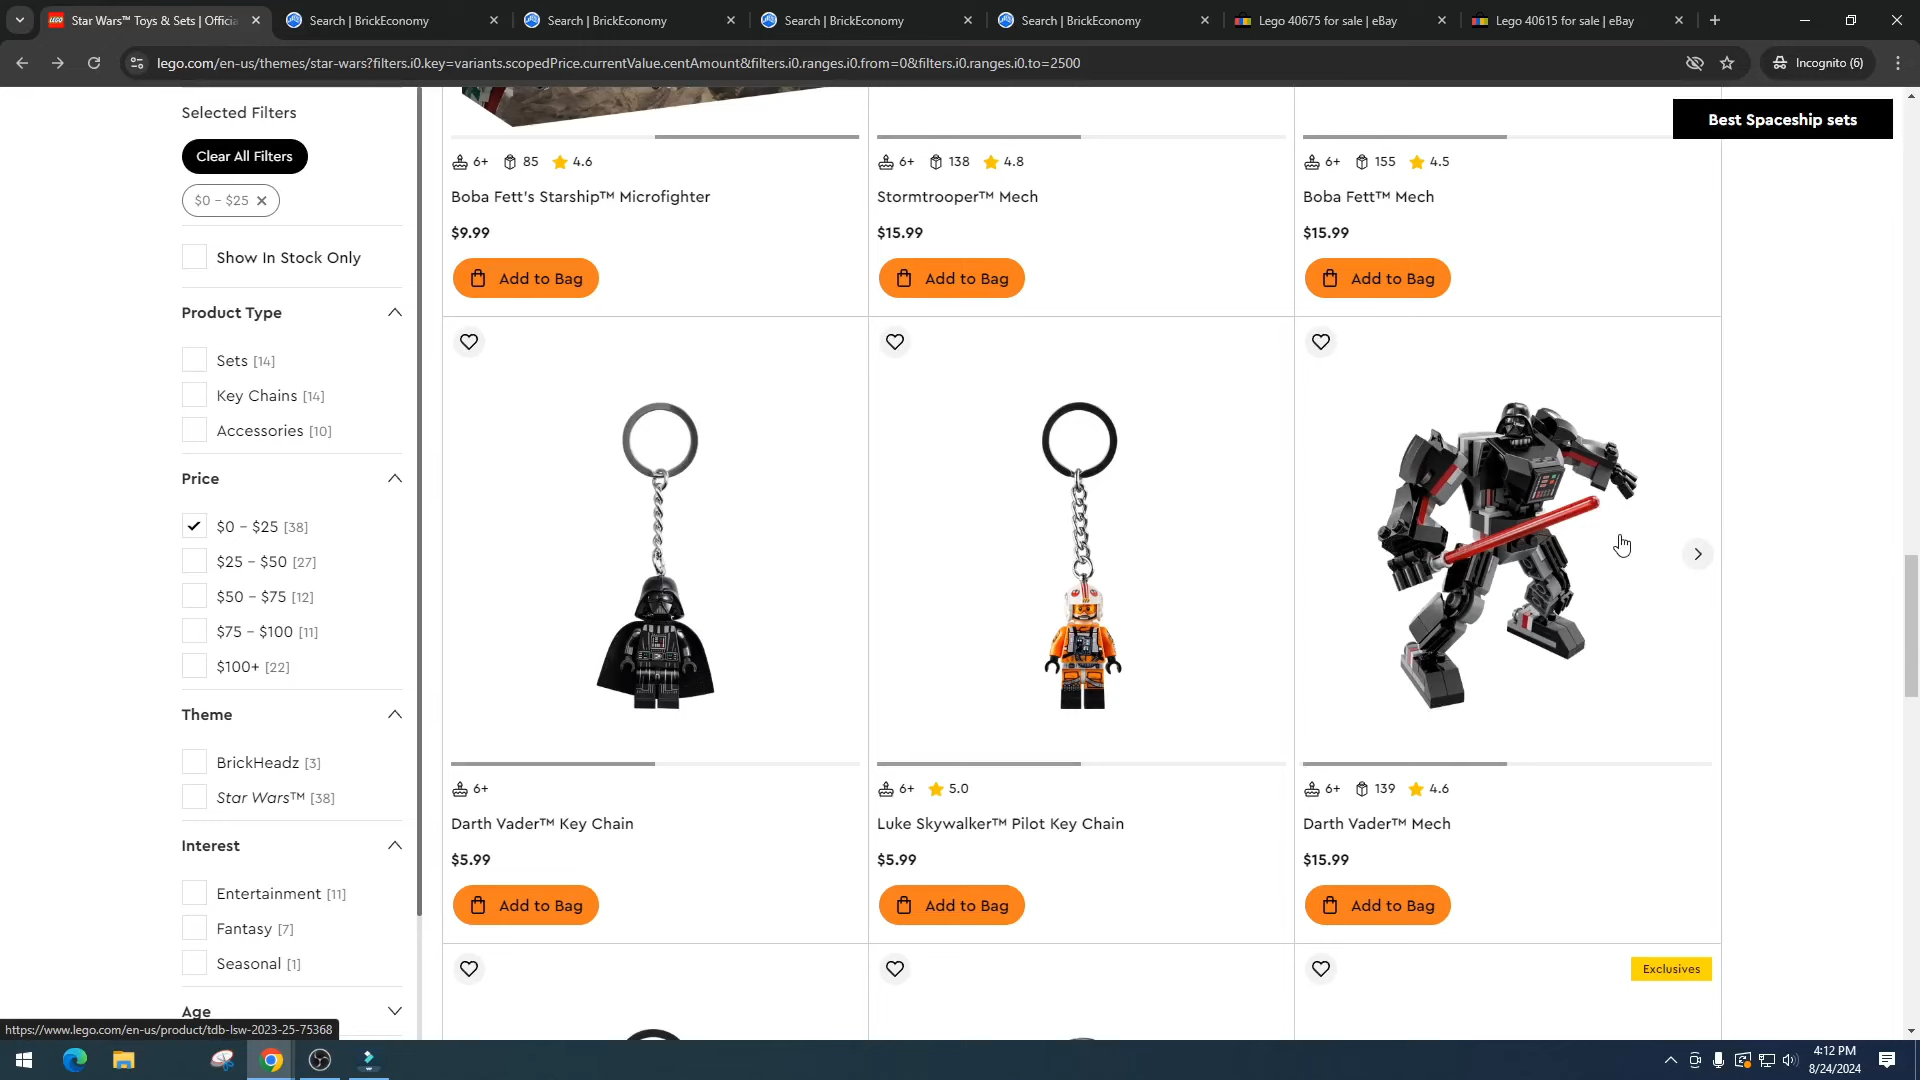 Star Wars™ Toys & Sets | Officia
Search | BrickEconomy
Search | BrickEconomy
Search | BrickEconomy
Search | BrickEconomy
Lego 40675 for sale | eBay
Lego 40615 for sale | eBay
lego.com/en-us/themes/star-wars?filters.i0.key=variants.scopedPrice.currentValue.centAmount&filters.i0.ranges.i0.from=0&filters.i0.ranges.i0.to=2500
Incognito (6)
Selected Filters
Clear All Filters
$0 – $25
Show In Stock Only
Product Type
Sets [14]
Key Chains [14]
Accessories [10]
Price
$0 – $25 [38]
$25 – $50 [27]
$50 – $75 [12]
$75 – $100 [11]
$100+ [22]
Theme
BrickHeadz [3]
Star Wars™ [38]
Interest
Entertainment [11]
Fantasy [7]
Seasonal [1]
Age
https://www.lego.com/en-us/product/tdb-lsw-2023-25-75368
Best Spaceship sets
6+ 85 4.6
Boba Fett's Starship™ Microfighter
$9.99
Add to Bag
6+ 138 4.8
Stormtrooper™ Mech
$15.99
Add to Bag
6+ 155 4.5
Boba Fett™ Mech
$15.99
Add to Bag
6+
Darth Vader™ Key Chain
$5.99
Add to Bag
6+ 5.0
Luke Skywalker™ Pilot Key Chain
$5.99
Add to Bag
6+ 139 4.6
Darth Vader™ Mech
$15.99
Add to Bag
Exclusives
4:12 PM
8/24/2024